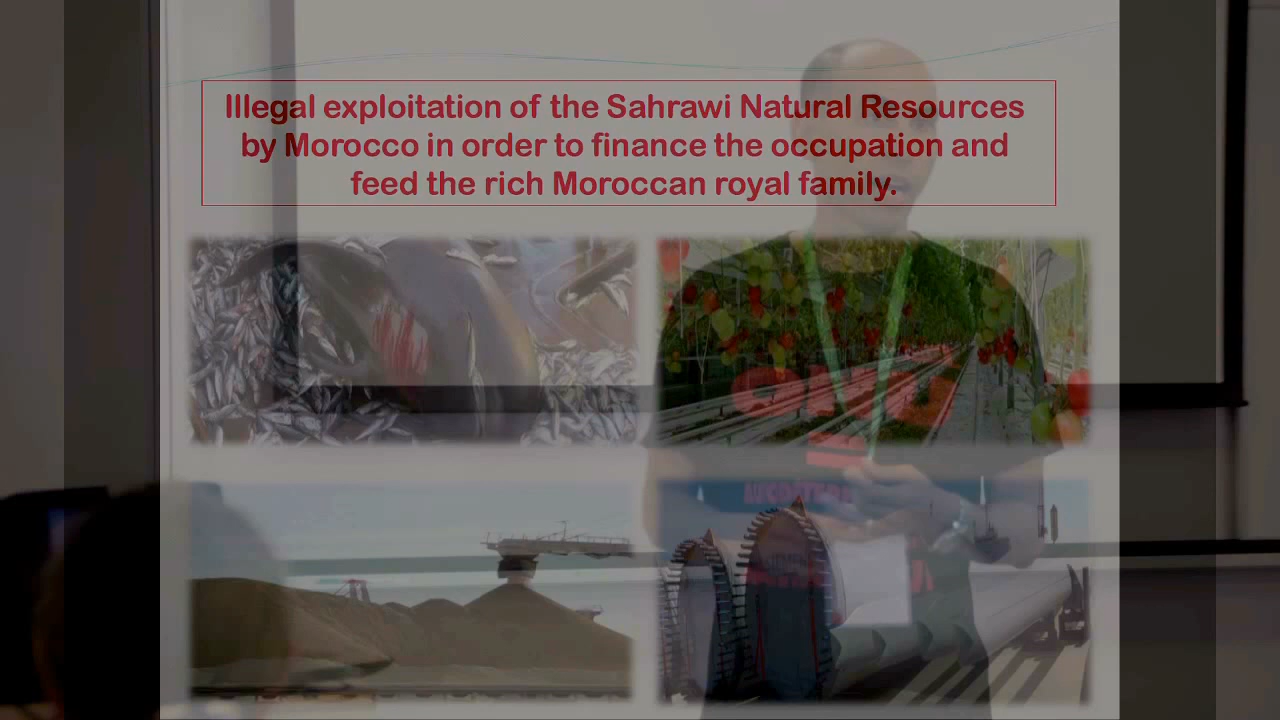 Illegal exploitation of the Sahrawi Natural Resources
by Morocco in order to finance the occupation and
feed the rich Moroccan royal family.